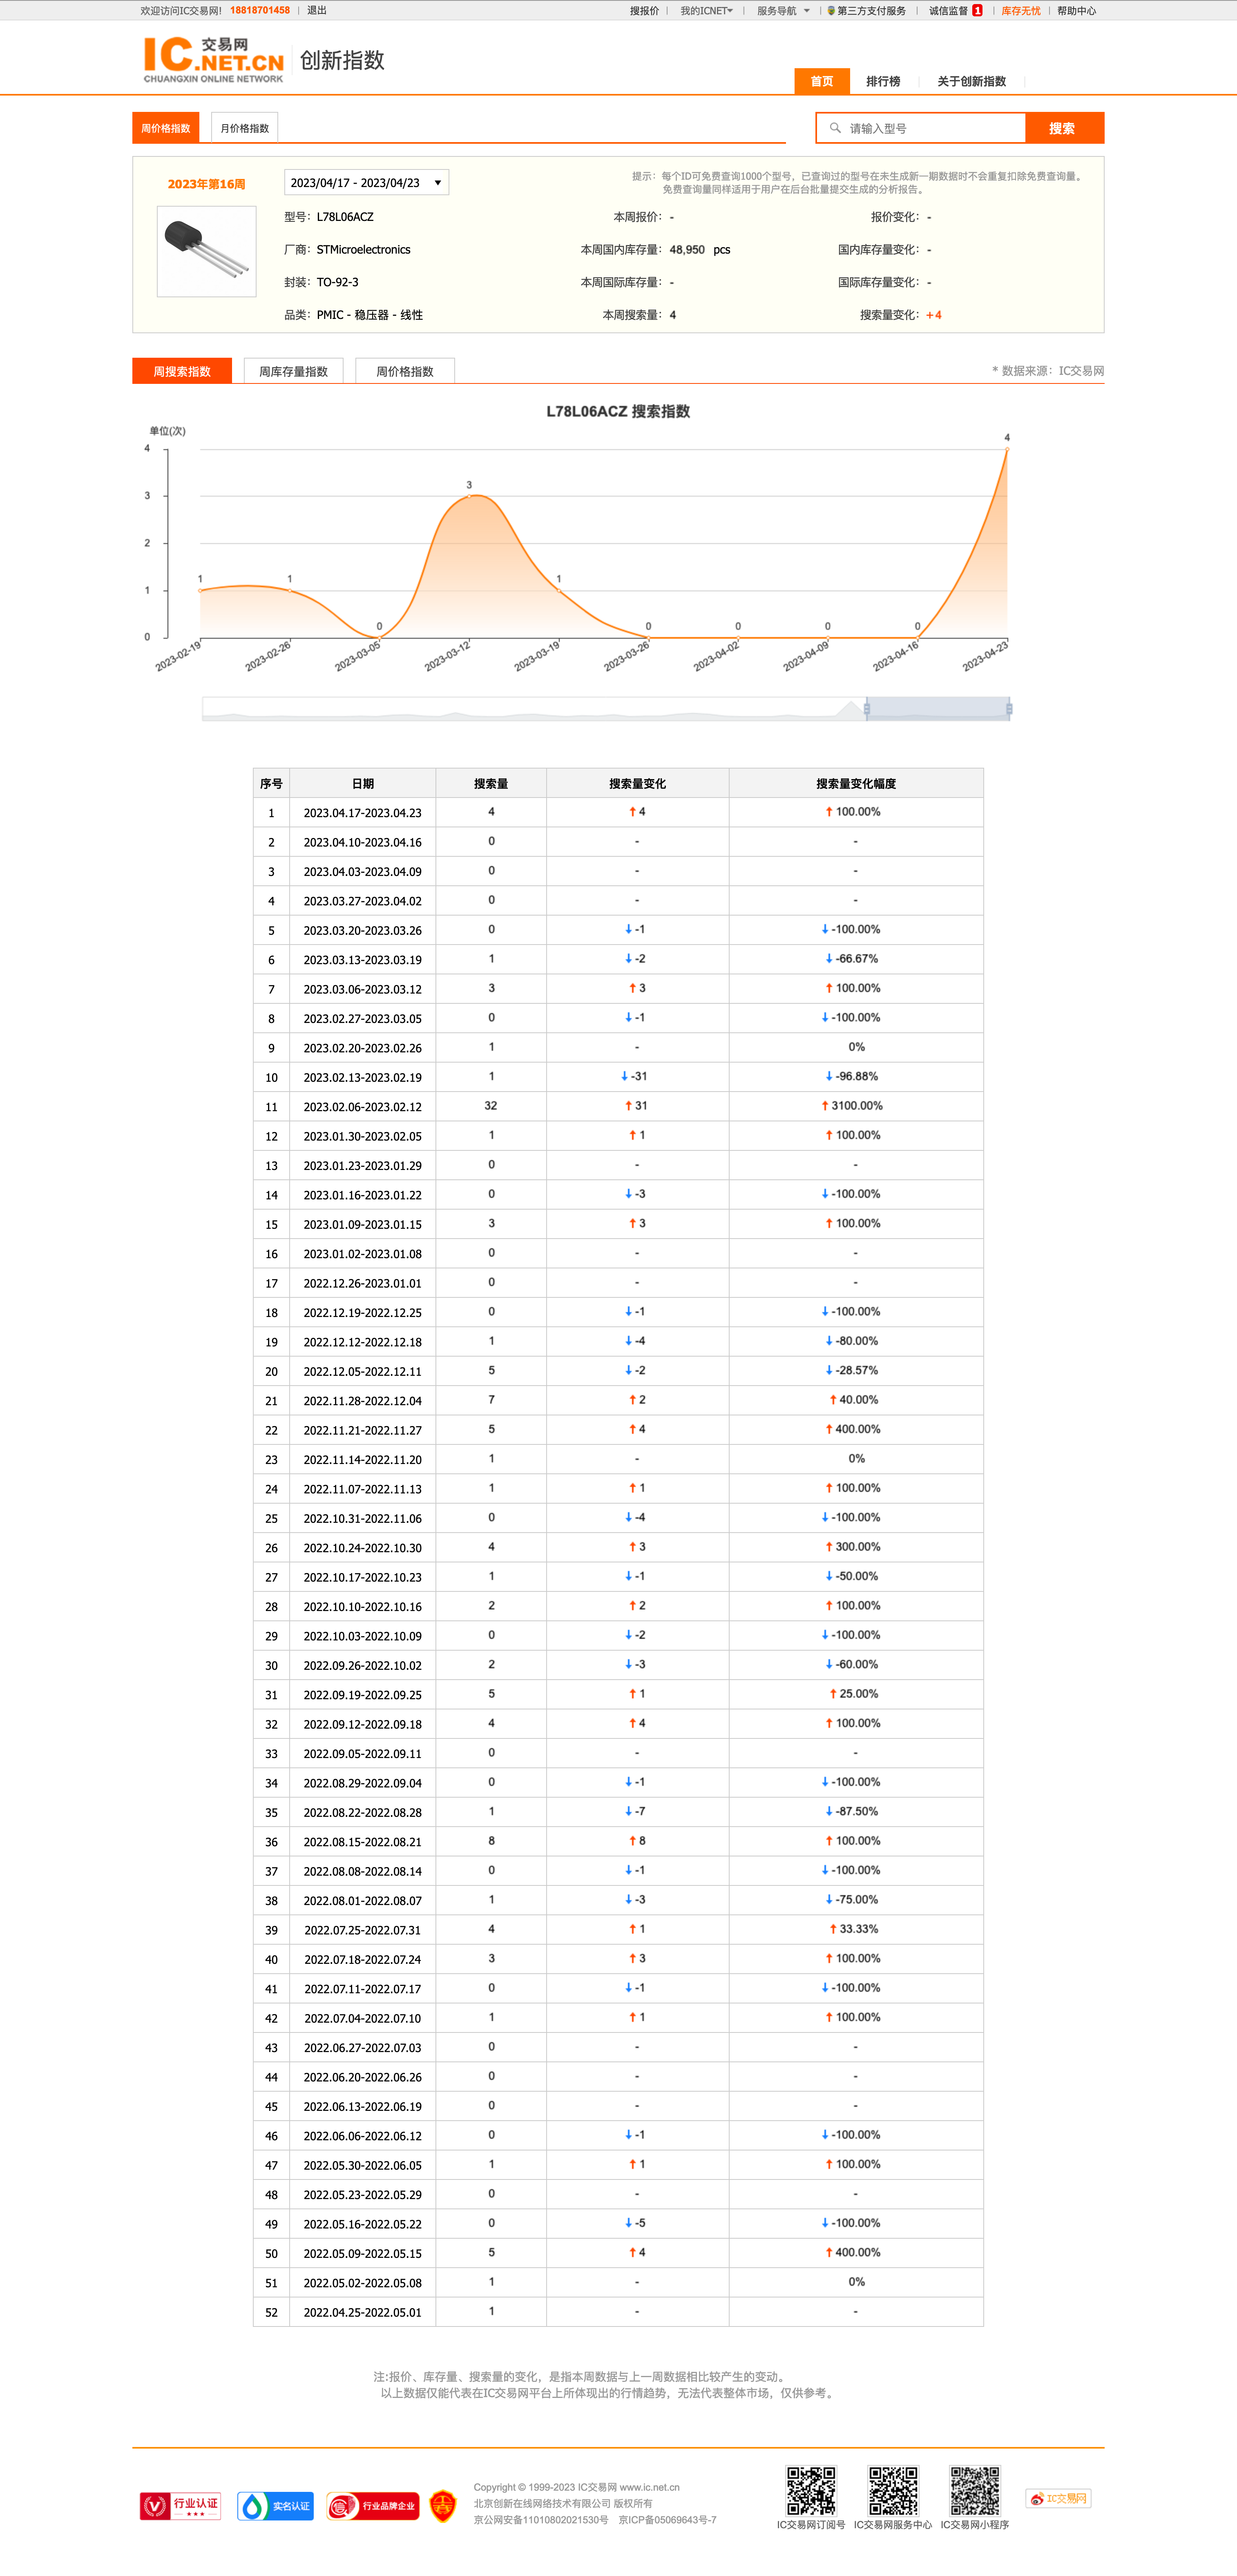 欢迎访问IC交易网! 18818701458 | 退出 搜报价 | 我的ICNET | 服务导航 | 第三方支付服务 | 诚信监督 1 | 库存无忧 | 帮助中心
IC 交易网 .NET.CN
CHUANGXIN ONLINE NETWORK
创新指数
首页 排行榜 关于创新指数
周价格指数 月价格指数 请输入型号 搜索
2023年第16周 2023/04/17 - 2023/04/23
提示：每个ID可免费查询1000个型号，已查询过的型号在未生成新一期数据时不会重复扣除免费查询量。
免费查询量同样适用于用户在后台批量提交生成的分析报告。
型号：L78L06ACZ 本周报价：- 报价变化：-
厂商：STMicroelectronics 本周国内库存量：48,950 pcs 国内库存量变化：-
封装：TO-92-3 本周国际库存量：- 国际库存量变化：-
品类：PMIC - 稳压器 - 线性 本周搜索量：4 搜索量变化：+4
周搜索指数 周库存量指数 周价格指数 * 数据来源：IC交易网
L78L06ACZ 搜索指数
单位(次)
4
3
2
1
0
1 1 0 3 1 0 0 0 0 4
2023-02-19 2023-02-26 2023-03-05 2023-03-12 2023-03-19 2023-03-26 2023-04-02 2023-04-09 2023-04-16 2023-04-23
序号 日期 搜索量 搜索量变化 搜索量变化幅度
1 2023.04.17-2023.04.23 4 ↑4 ↑100.00%
2 2023.04.10-2023.04.16 0 - -
3 2023.04.03-2023.04.09 0 - -
4 2023.03.27-2023.04.02 0 - -
5 2023.03.20-2023.03.26 0 ↓-1 ↓-100.00%
6 2023.03.13-2023.03.19 1 ↓-2 ↓-66.67%
7 2023.03.06-2023.03.12 3 ↑3 ↑100.00%
8 2023.02.27-2023.03.05 0 ↓-1 ↓-100.00%
9 2023.02.20-2023.02.26 1 - 0%
10 2023.02.13-2023.02.19 1 ↓-31 ↓-96.88%
11 2023.02.06-2023.02.12 32 ↑31 ↑3100.00%
12 2023.01.30-2023.02.05 1 ↑1 ↑100.00%
13 2023.01.23-2023.01.29 0 - -
14 2023.01.16-2023.01.22 0 ↓-3 ↓-100.00%
15 2023.01.09-2023.01.15 3 ↑3 ↑100.00%
16 2023.01.02-2023.01.08 0 - -
17 2022.12.26-2023.01.01 0 - -
18 2022.12.19-2022.12.25 0 ↓-1 ↓-100.00%
19 2022.12.12-2022.12.18 1 ↓-4 ↓-80.00%
20 2022.12.05-2022.12.11 5 ↓-2 ↓-28.57%
21 2022.11.28-2022.12.04 7 ↑2 ↑40.00%
22 2022.11.21-2022.11.27 5 ↑4 ↑400.00%
23 2022.11.14-2022.11.20 1 - 0%
24 2022.11.07-2022.11.13 1 ↑1 ↑100.00%
25 2022.10.31-2022.11.06 0 ↓-4 ↓-100.00%
26 2022.10.24-2022.10.30 4 ↑3 ↑300.00%
27 2022.10.17-2022.10.23 1 ↓-1 ↓-50.00%
28 2022.10.10-2022.10.16 2 ↑2 ↑100.00%
29 2022.10.03-2022.10.09 0 ↓-2 ↓-100.00%
30 2022.09.26-2022.10.02 2 ↓-3 ↓-60.00%
31 2022.09.19-2022.09.25 5 ↑1 ↑25.00%
32 2022.09.12-2022.09.18 4 ↑4 ↑100.00%
33 2022.09.05-2022.09.11 0 - -
34 2022.08.29-2022.09.04 0 ↓-1 ↓-100.00%
35 2022.08.22-2022.08.28 1 ↓-7 ↓-87.50%
36 2022.08.15-2022.08.21 8 ↑8 ↑100.00%
37 2022.08.08-2022.08.14 0 ↓-1 ↓-100.00%
38 2022.08.01-2022.08.07 1 ↓-3 ↓-75.00%
39 2022.07.25-2022.07.31 4 ↑1 ↑33.33%
40 2022.07.18-2022.07.24 3 ↑3 ↑100.00%
41 2022.07.11-2022.07.17 0 ↓-1 ↓-100.00%
42 2022.07.04-2022.07.10 1 ↑1 ↑100.00%
43 2022.06.27-2022.07.03 0 - -
44 2022.06.20-2022.06.26 0 - -
45 2022.06.13-2022.06.19 0 - -
46 2022.06.06-2022.06.12 0 ↓-1 ↓-100.00%
47 2022.05.30-2022.06.05 1 ↑1 ↑100.00%
48 2022.05.23-2022.05.29 0 - -
49 2022.05.16-2022.05.22 0 ↓-5 ↓-100.00%
50 2022.05.09-2022.05.15 5 ↑4 ↑400.00%
51 2022.05.02-2022.05.08 1 - 0%
52 2022.04.25-2022.05.01 1 - -
注:报价、库存量、搜索量的变化，是指本周数据与上一周数据相比较产生的变动。
以上数据仅能代表在IC交易网平台上所体现出的行情趋势，无法代表整体市场，仅供参考。
行业认证 实名认证 行业品牌企业
Copyright © 1999-2023 IC交易网 www.ic.net.cn
北京创新在线网络技术有限公司 版权所有
京公网安备11010802021530号 京ICP备05069643号-7
IC交易网订阅号 IC交易网服务中心 IC交易网小程序
IC交易网